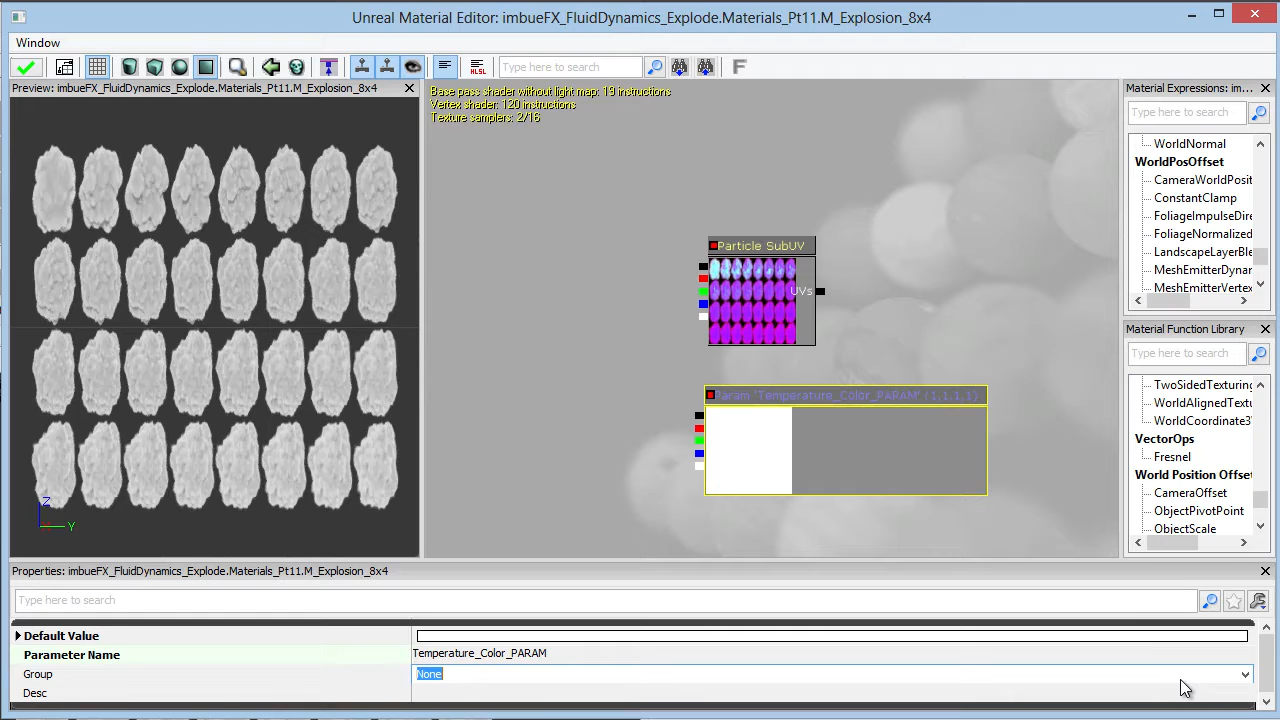 Unreal Material Editor: imbueFX_FluidDynamics_Explode.Materials_Pt11.M_Explosion_8x4
Window
HLSL
Type here to search
F
Preview: imbueFX_FluidDynamics_Explode.Materials_Pt11.M_Explosion_8x4
Z
Y
Base pass shader without light map: 19 instructions
Vertex shader: 120 instructions
Texture samplers: 2/16
Particle SubUV
UVs
Param 'Temperature_Color_PARAM' (1,1,1,1)
Material Expressions: im...
Type here to search
WorldNormal
WorldPosOffset
CameraWorldPosit
ConstantClamp
FoliageImpulseDire
FoliageNormalized
LandscapeLayerBle
MeshEmitterDynar
MeshEmitterVertex
Material Function Library
Type here to search
TwoSidedTexturing
WorldAlignedTextu
WorldCoordinate3
VectorOps
Fresnel
World Position Offset
CameraOffset
ObjectPivotPoint
ObjectScale
Properties: imbueFX_FluidDynamics_Explode.Materials_Pt11.M_Explosion_8x4
Type here to search
Default Value
Parameter Name
Temperature_Color_PARAM
Group
None
Desc